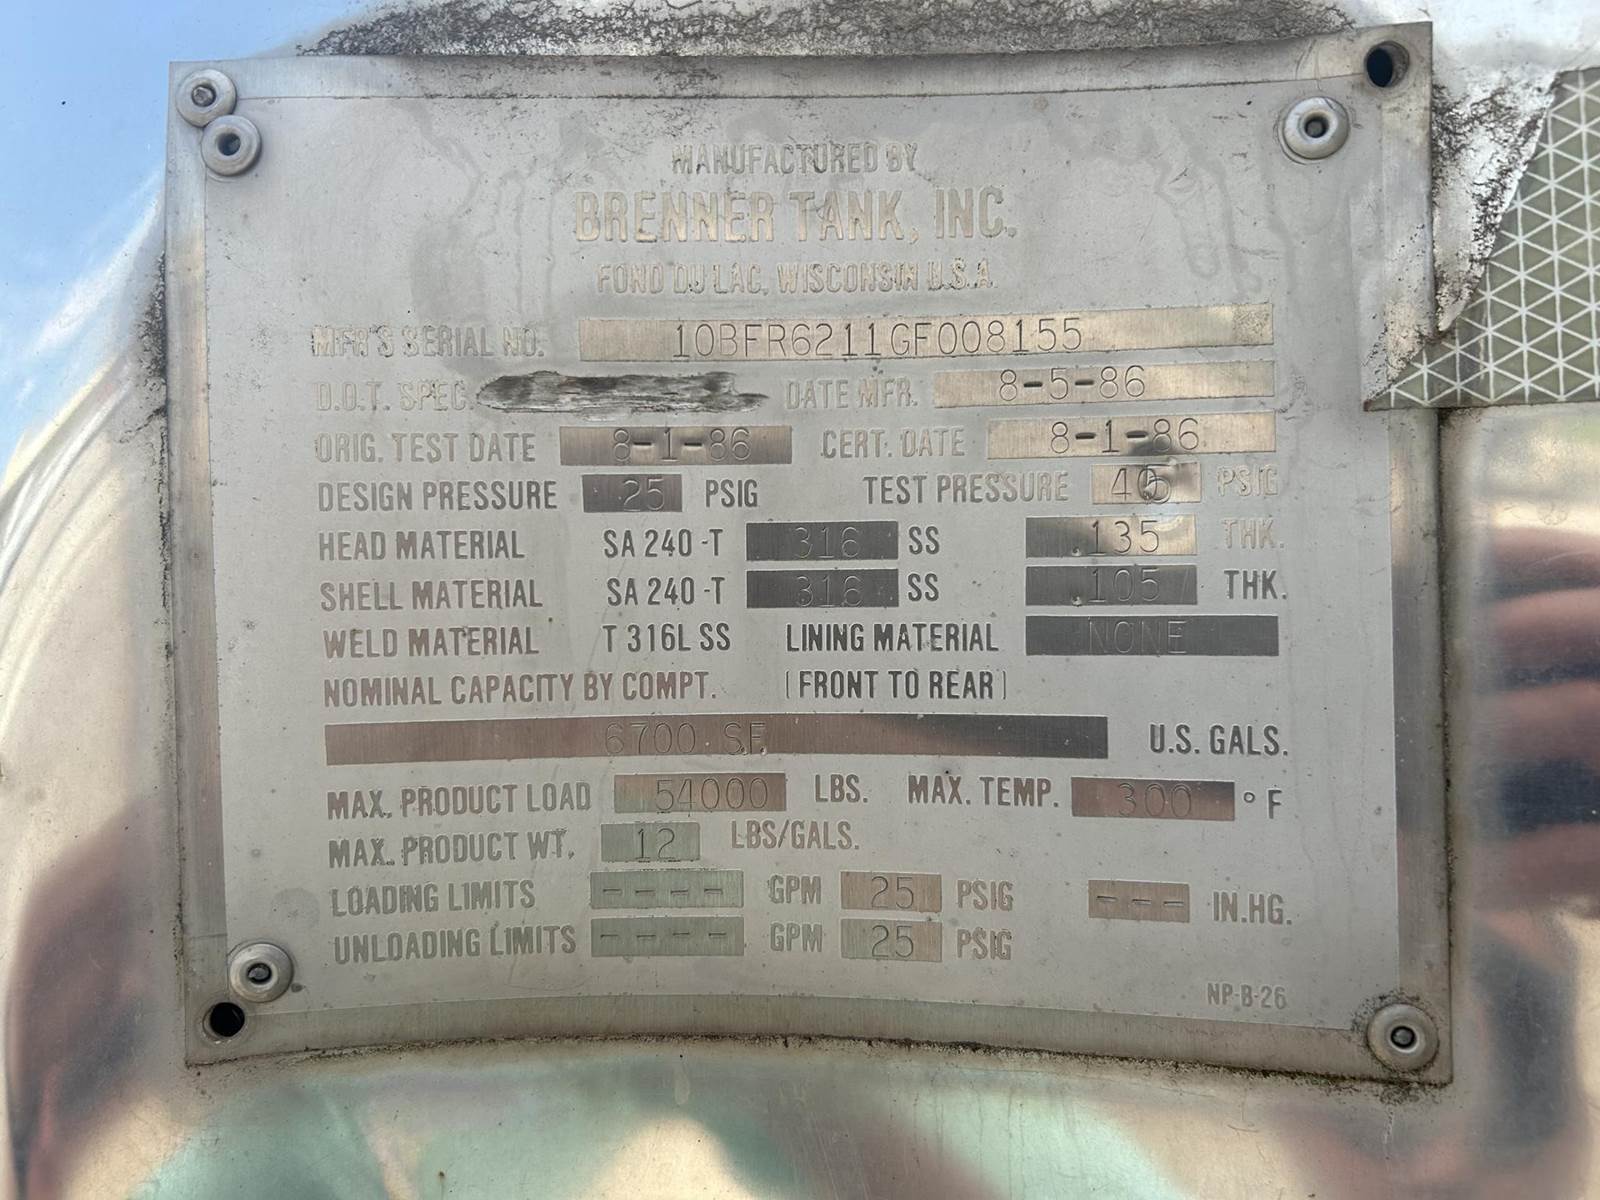 MANUFACTURED BY
BRENNER TANK, INC.
FOND DU LAC, WISCONSIN U.S.A.
MFR'S SERIAL NO. 10BFR6211GF008155
D.O.T. SPEC. DATE MFR. 8-5-86
ORIG. TEST DATE 8-1-86 CERT. DATE 8-1-86
DESIGN PRESSURE 25 PSIG TEST PRESSURE PSIG
HEAD MATERIAL SA 240-T 316 SS .135 THK.
SHELL MATERIAL SA 240-T 316 SS .105 THK.
WELD MATERIAL T 316L SS LINING MATERIAL NONE
NOMINAL CAPACITY BY COMPT. (FRONT TO REAR)
6700 SF U.S. GALS.
MAX. PRODUCT LOAD 54000 LBS. MAX. TEMP. 300 °F
MAX. PRODUCT WT. 12 LBS/GALS.
LOADING LIMITS ---- GPM 25 PSIG --- IN.HG.
UNLOADING LIMITS ---- GPM 25 PSIG
NP-B-26